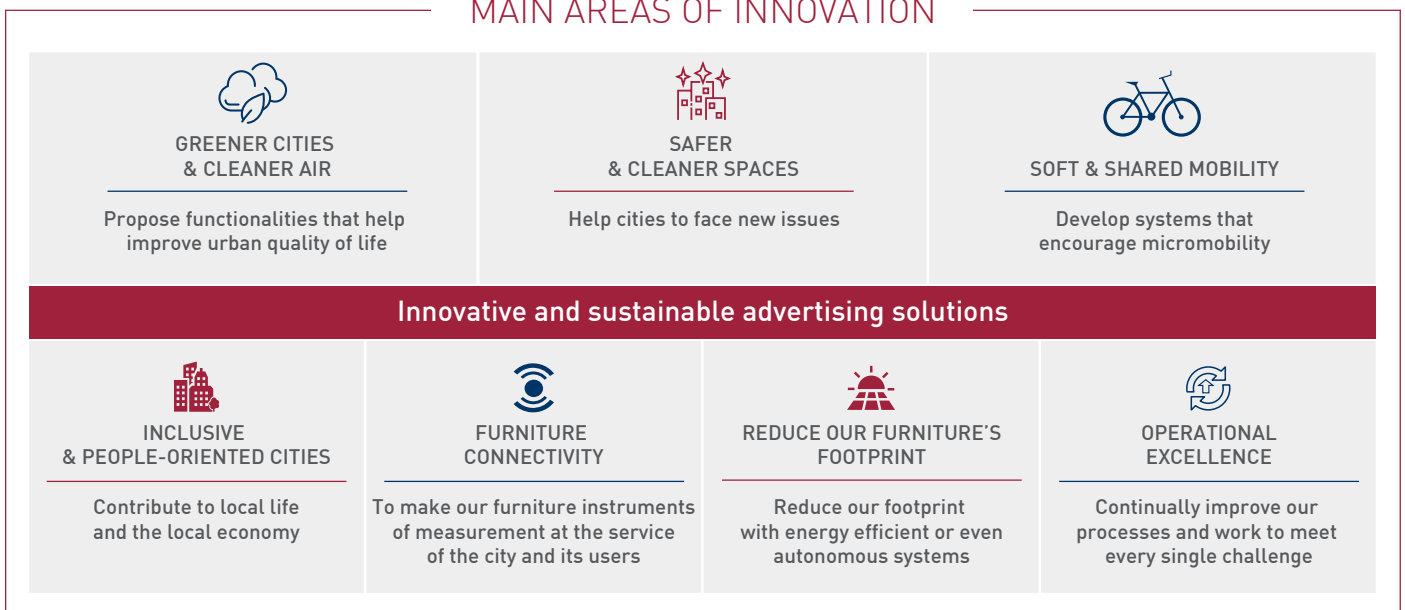 MAIN AREAS OF INNOVATION
GREENER CITIES
& CLEANER AIR
Propose functionalities that help
improve urban quality of life
SAFER
& CLEANER SPACES
Help cities to face new issues
SOFT & SHARED MOBILITY
Develop systems that
encourage micromobility
Innovative and sustainable advertising solutions
INCLUSIVE
& PEOPLE-ORIENTED CITIES
Contribute to local life
and the local economy
FURNITURE
CONNECTIVITY
To make our furniture instruments
of measurement at the service
of the city and its users
REDUCE OUR FURNITURE’S
FOOTPRINT
Reduce our footprint
with energy efficient or even
autonomous systems
OPERATIONAL
EXCELLENCE
Continually improve our
processes and work to meet
every single challenge